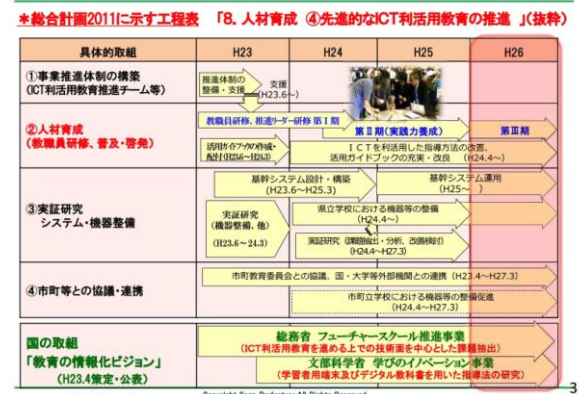 *総合計画2011に示す工程表 「8. 人材育成 ④先進的なICT利活用教育の推進 」(抜粋)
具体的取組 H23 H24 H25 H26
①事業推進体制の構築
(ICT利活用教育推進チーム等)
推進体制の
整備・支援
支援
(H23.6~)
②人材育成
(教職員研修、普及・啓発)
教職員研修、推進リーダー研修 第Ⅰ期
第Ⅱ期(実践力養成)
第Ⅲ期
活用ガイドブックの作成・
配付(H23.6~H24.3)
ICTを利活用した指導方法の改善、
活用ガイドブックの充実・改良 (H24.4~)
③実証研究
システム・機器整備
基幹システム設計・構築
(H23.6~H25.3)
基幹システム運用
(H25~ )
実証研究
(機器整備、他)
(H23.6~24.3)
県立学校における機器等の整備
(H24.4~)
実証研究 (課題抽出・分析、改善検討)
(H24.4~H27.3)
④市町等との協議・連携
市町教育委員会との協議、国・大学等外部機関との連携 (H23.4~H27.3)
市町立学校における機器等の整備促進
(H24.4~H27.3)
国の取組
「教育の情報化ビジョン」
(H23.4策定・公表)
総務省 フューチャースクール推進事業
(ICT利活用教育を進める上での技術面を中心とした課題抽出)
文部科学省 学びのイノベーション事業
(学習者用端末及びデジタル教科書を用いた指導法の研究)
Copyright Saga Prefecture All Rights Reserved
3